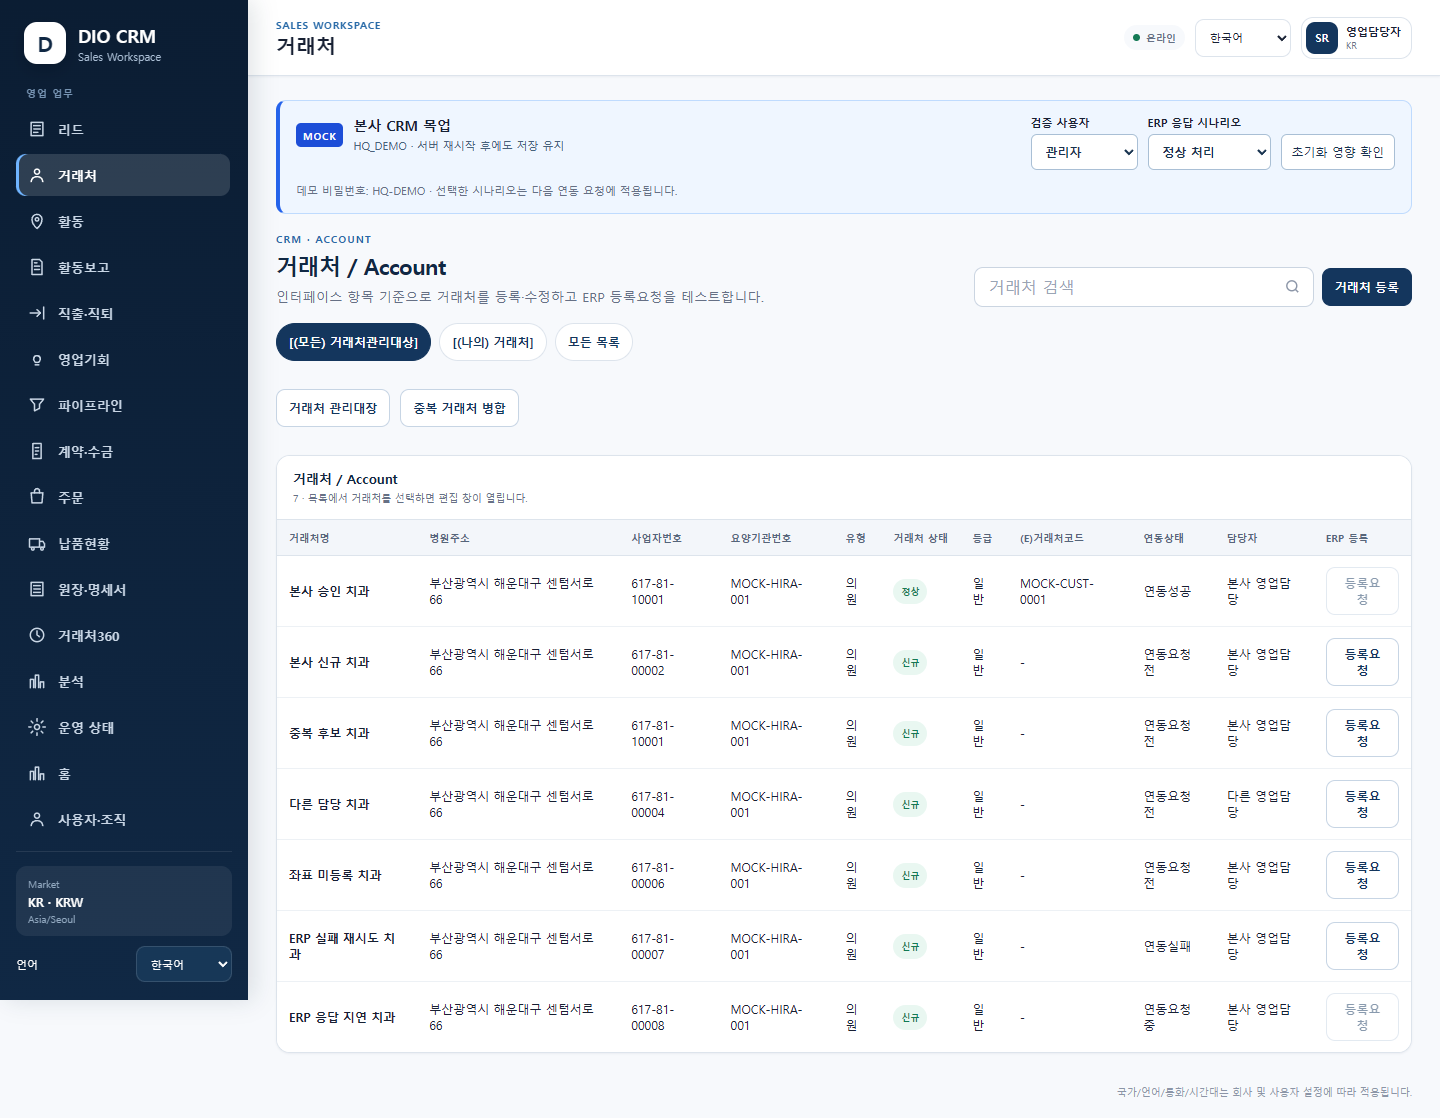 D
DIO CRM
Sales Workspace
영업 업무
리드
거래처
활동
활동보고
직출·직퇴
영업기회
파이프라인
계약·수금
주문
납품현황
원장·명세서
거래처360
분석
운영 상태
홈
사용자·조직
Market
KR · KRW
Asia/Seoul
언어
한국어
SALES WORKSPACE
거래처
온라인
한국어
SR
영업담당자
KR
MOCK
본사 CRM 목업
HQ_DEMO · 서버 재시작 후에도 저장 유지
검증 사용자
관리자
ERP 응답 시나리오
정상 처리
초기화 영향 확인
데모 비밀번호: HQ-DEMO · 선택한 시나리오는 다음 연동 요청에 적용됩니다.
CRM · ACCOUNT
거래처 / Account
인터페이스 항목 기준으로 거래처를 등록·수정하고 ERP 등록요청을 테스트합니다.
거래처 검색
거래처 등록
[(모든) 거래처관리대상]
[(나의) 거래처]
모든 목록
거래처 관리대장
중복 거래처 병합
거래처 / Account
7 · 목록에서 거래처를 선택하면 편집 창이 열립니다.
거래처명 병원주소 사업자번호 요양기관번호 유형 거래처 상태 등급 (E)거래처코드 연동상태 담당자 ERP 등록
본사 승인 치과 부산광역시 해운대구 센텀서로 66 617-81-10001 MOCK-HIRA-001 의원 정상 일반 MOCK-CUST-0001 연동성공 본사 영업담당 등록요청
본사 신규 치과 부산광역시 해운대구 센텀서로 66 617-81-00002 MOCK-HIRA-001 의원 신규 일반 - 연동요청전 본사 영업담당 등록요청
중복 후보 치과 부산광역시 해운대구 센텀서로 66 617-81-10001 MOCK-HIRA-001 의원 신규 일반 - 연동요청전 본사 영업담당 등록요청
다른 담당 치과 부산광역시 해운대구 센텀서로 66 617-81-00004 MOCK-HIRA-001 의원 신규 일반 - 연동요청전 다른 영업담당 등록요청
좌표 미등록 치과 부산광역시 해운대구 센텀서로 66 617-81-00006 MOCK-HIRA-001 의원 신규 일반 - 연동요청전 본사 영업담당 등록요청
ERP 실패 재시도 치과 부산광역시 해운대구 센텀서로 66 617-81-00007 MOCK-HIRA-001 의원 신규 일반 - 연동실패 본사 영업담당 등록요청
ERP 응답 지연 치과 부산광역시 해운대구 센텀서로 66 617-81-00008 MOCK-HIRA-001 의원 신규 일반 - 연동요청중 본사 영업담당 등록요청
국가/언어/통화/시간대는 회사 및 사용자 설정에 따라 적용됩니다.